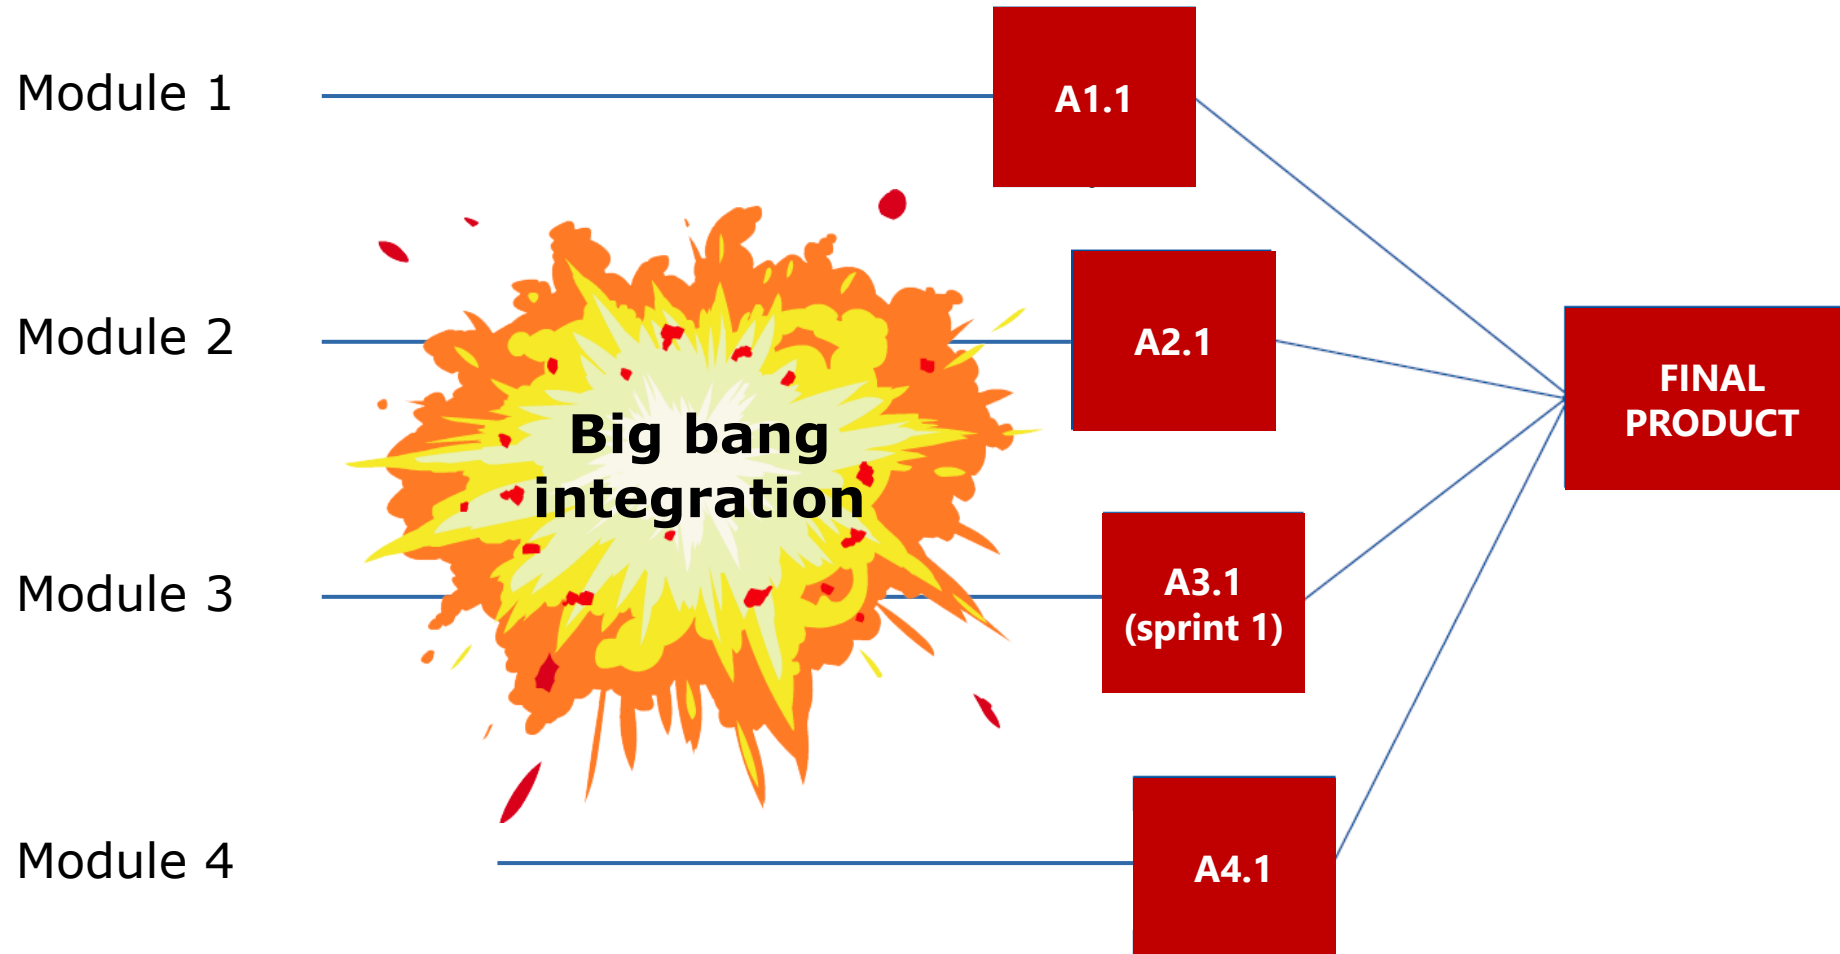 Module 1
A1.1
Module 2
A2.1
FINAL
PRODUCT
Big bang
integration
Module 3
A3.1
(sprint 1)
Module 4
A4.1